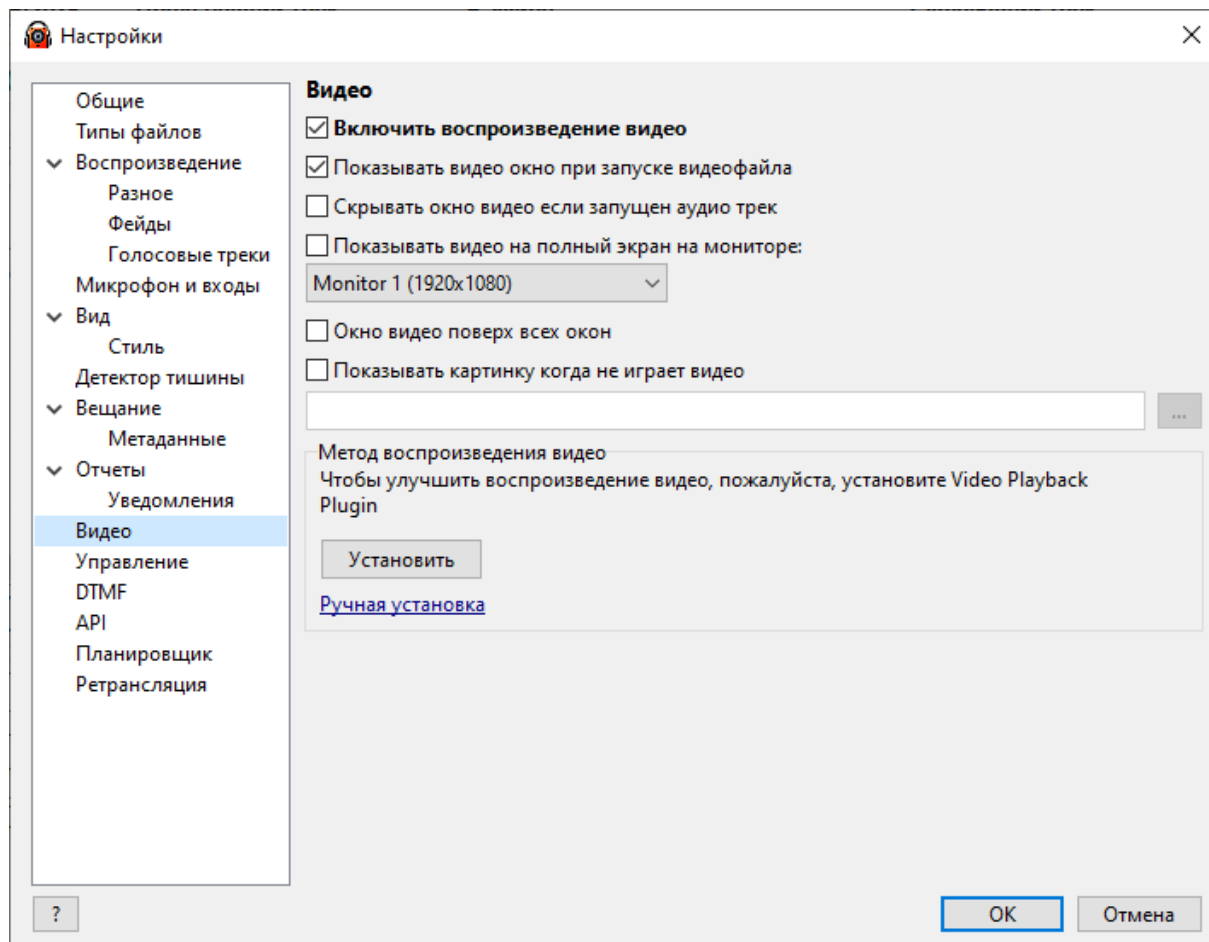 Настройки
Общие
Типы файлов
Воспроизведение
Разное
Фейды
Голосовые треки
Микрофон и входы
Вид
Стиль
Детектор тишины
Вещание
Метаданные
Отчеты
Уведомления
Видео
Управление
DTMF
API
Планировщик
Ретрансляция
Видео
Включить воспроизведение видео
Показывать видео окно при запуске видеофайла
Скрывать окно видео если запущен аудио трек
Показывать видео на полный экран на мониторе:
Monitor 1 (1920x1080)
Окно видео поверх всех окон
Показывать картинку когда не играет видео
...
Метод воспроизведения видео
Чтобы улучшить воспроизведение видео, пожалуйста, установите Video Playback
Plugin
Установить
Ручная установка
?
OK
Отмена